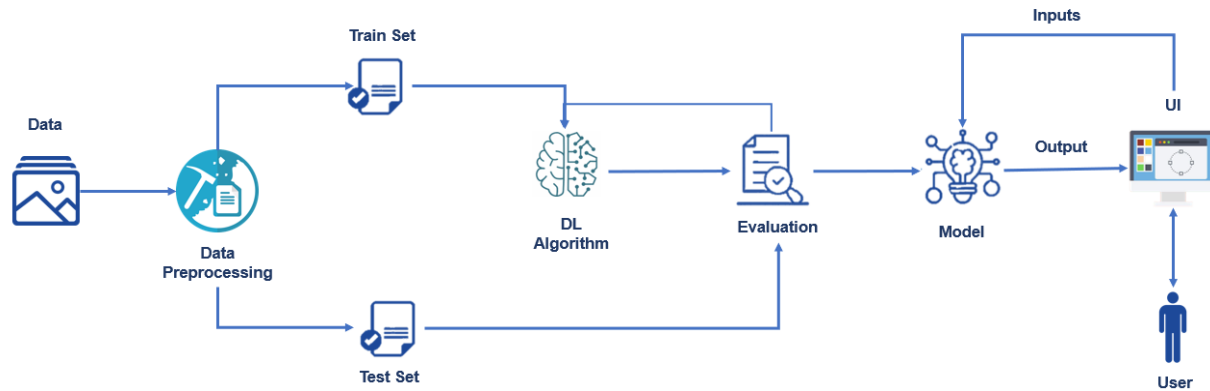 Inputs
Train Set
UI
Data
Output
DL
Algorithm
Evaluation
Model
Data
Preprocessing
Test Set
User